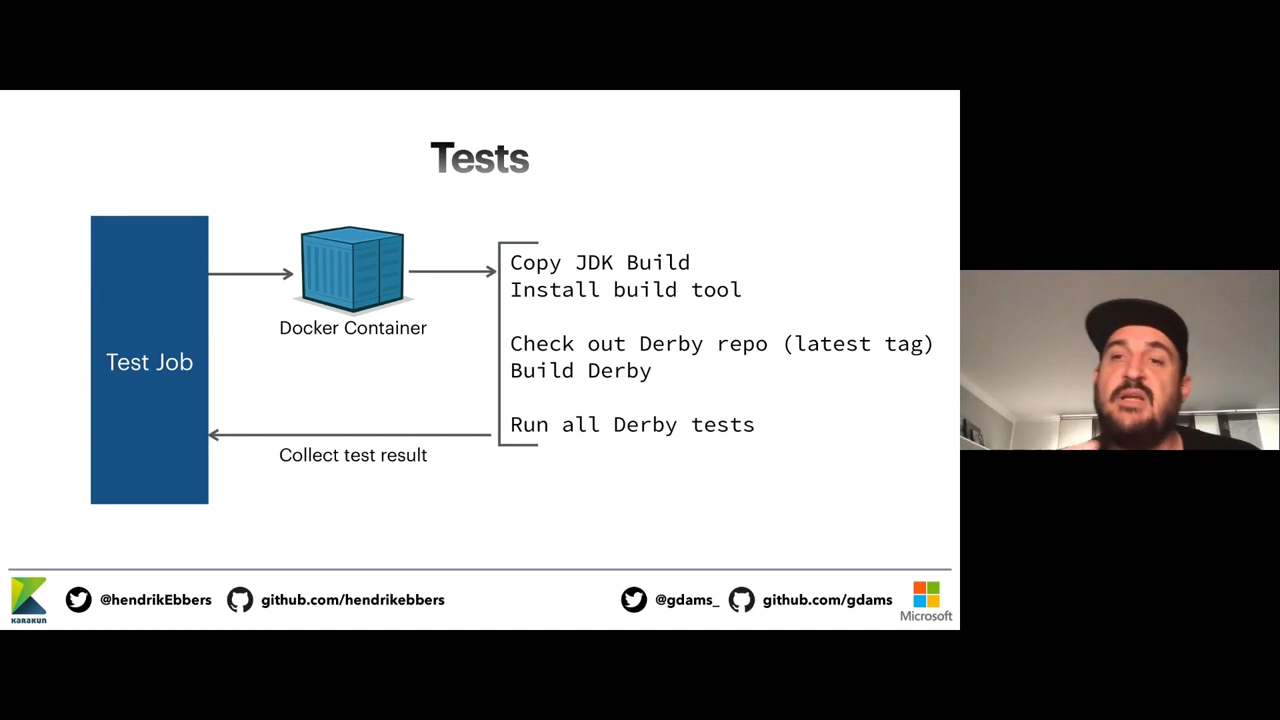 Tests
Test Job
Docker Container
Copy JDK Build
Install build tool
Check out Derby repo (latest tag)
Build Derby
Run all Derby tests
Collect test result
KARAKUN
@hendrikEbbers
github.com/hendrikebbers
@gdams_
github.com/gdams
Microsoft